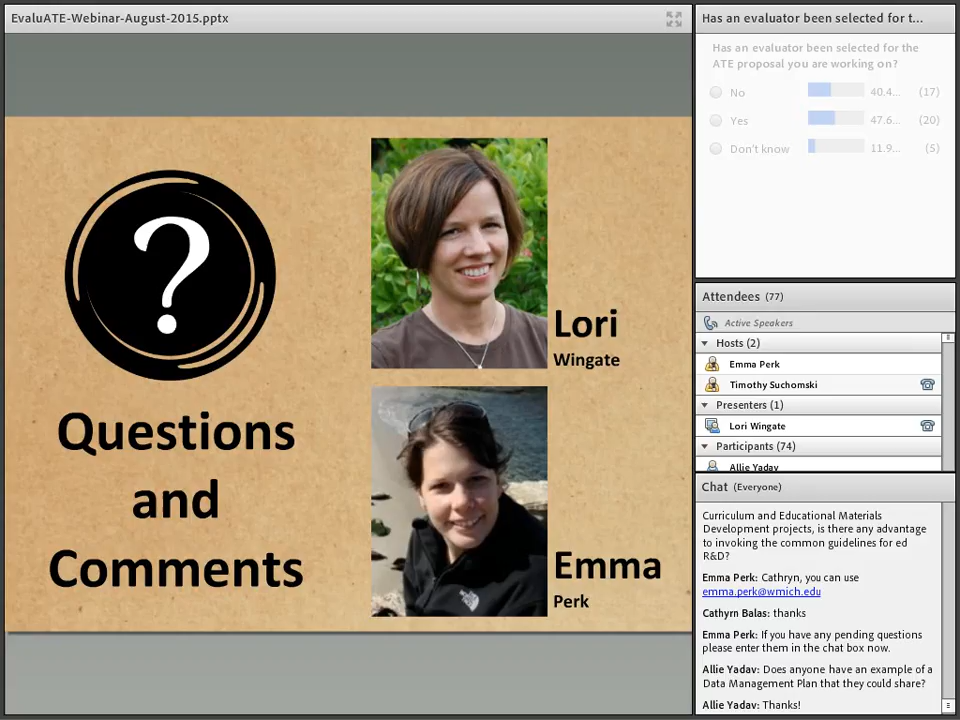 EvaluATE-Webinar-August-2015.pptx
?
Questions
and
Comments
Lori
Wingate
Emma
Perk
Has an evaluator been selected for t...
Has an evaluator been selected for the
ATE proposal you are working on?
No 40.4... (17)
Yes 47.6... (20)
Don't know 11.9... (5)
Attendees (77)
Active Speakers
Hosts (2)
Emma Perk
Timothy Suchomski
Presenters (1)
Lori Wingate
Participants (74)
Allie Yadav
Chat (Everyone)
Curriculum and Educational Materials
Development projects, is there any advantage
to invoking the common guidelines for ed
R&D?
Emma Perk: Cathryn, you can use
emma.perk@wmich.edu
Cathyrn Balas: thanks
Emma Perk: If you have any pending questions
please enter them in the chat box now.
Allie Yadav: Does anyone have an example of a
Data Management Plan that they could share?
Allie Yadav: Thanks!